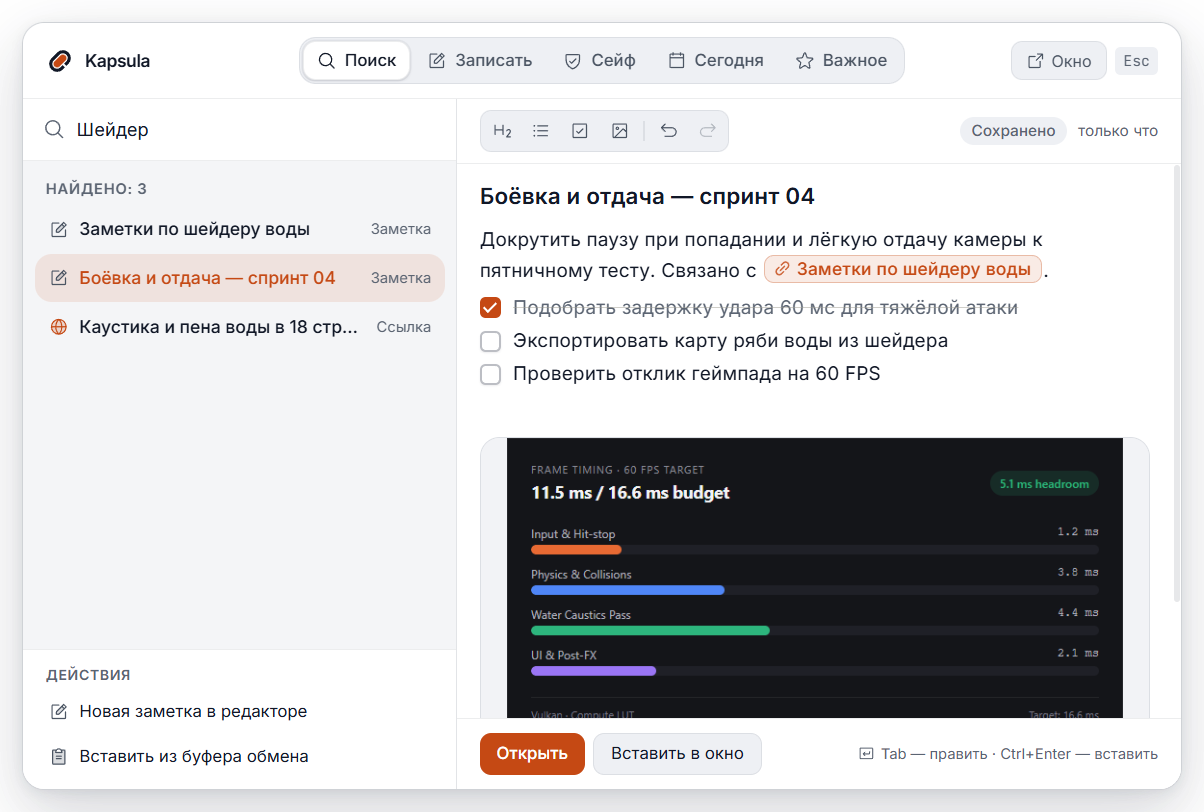 Kapsula
Поиск
Записать
Сейф
Сегодня
Важное
Окно
Esc
Шейдер
НАЙДЕНО: 3
Заметки по шейдеру воды Заметка
Боёвка и отдача — спринт 04 Заметка
Каустика и пена воды в 18 стр... Ссылка
ДЕЙСТВИЯ
Новая заметка в редакторе
Вставить из буфера обмена
H2
Сохранено только что
Боёвка и отдача — спринт 04
Докрутить паузу при попадании и лёгкую отдачу камеры к
пятничному тесту. Связано с Заметки по шейдеру воды .
Подобрать задержку удара 60 мс для тяжёлой атаки
Экспортировать карту ряби воды из шейдера
Проверить отклик геймпада на 60 FPS
FRAME TIMING · 60 FPS TARGET
11.5 ms / 16.6 ms budget
5.1 ms headroom
Input & Hit-stop 1.2 ms
Physics & Collisions 3.8 ms
Water Caustics Pass 4.4 ms
UI & Post-FX 2.1 ms
Vulkan · Compute LUT Target: 16.6 ms
Открыть
Вставить в окно
Tab — править · Ctrl+Enter — вставить